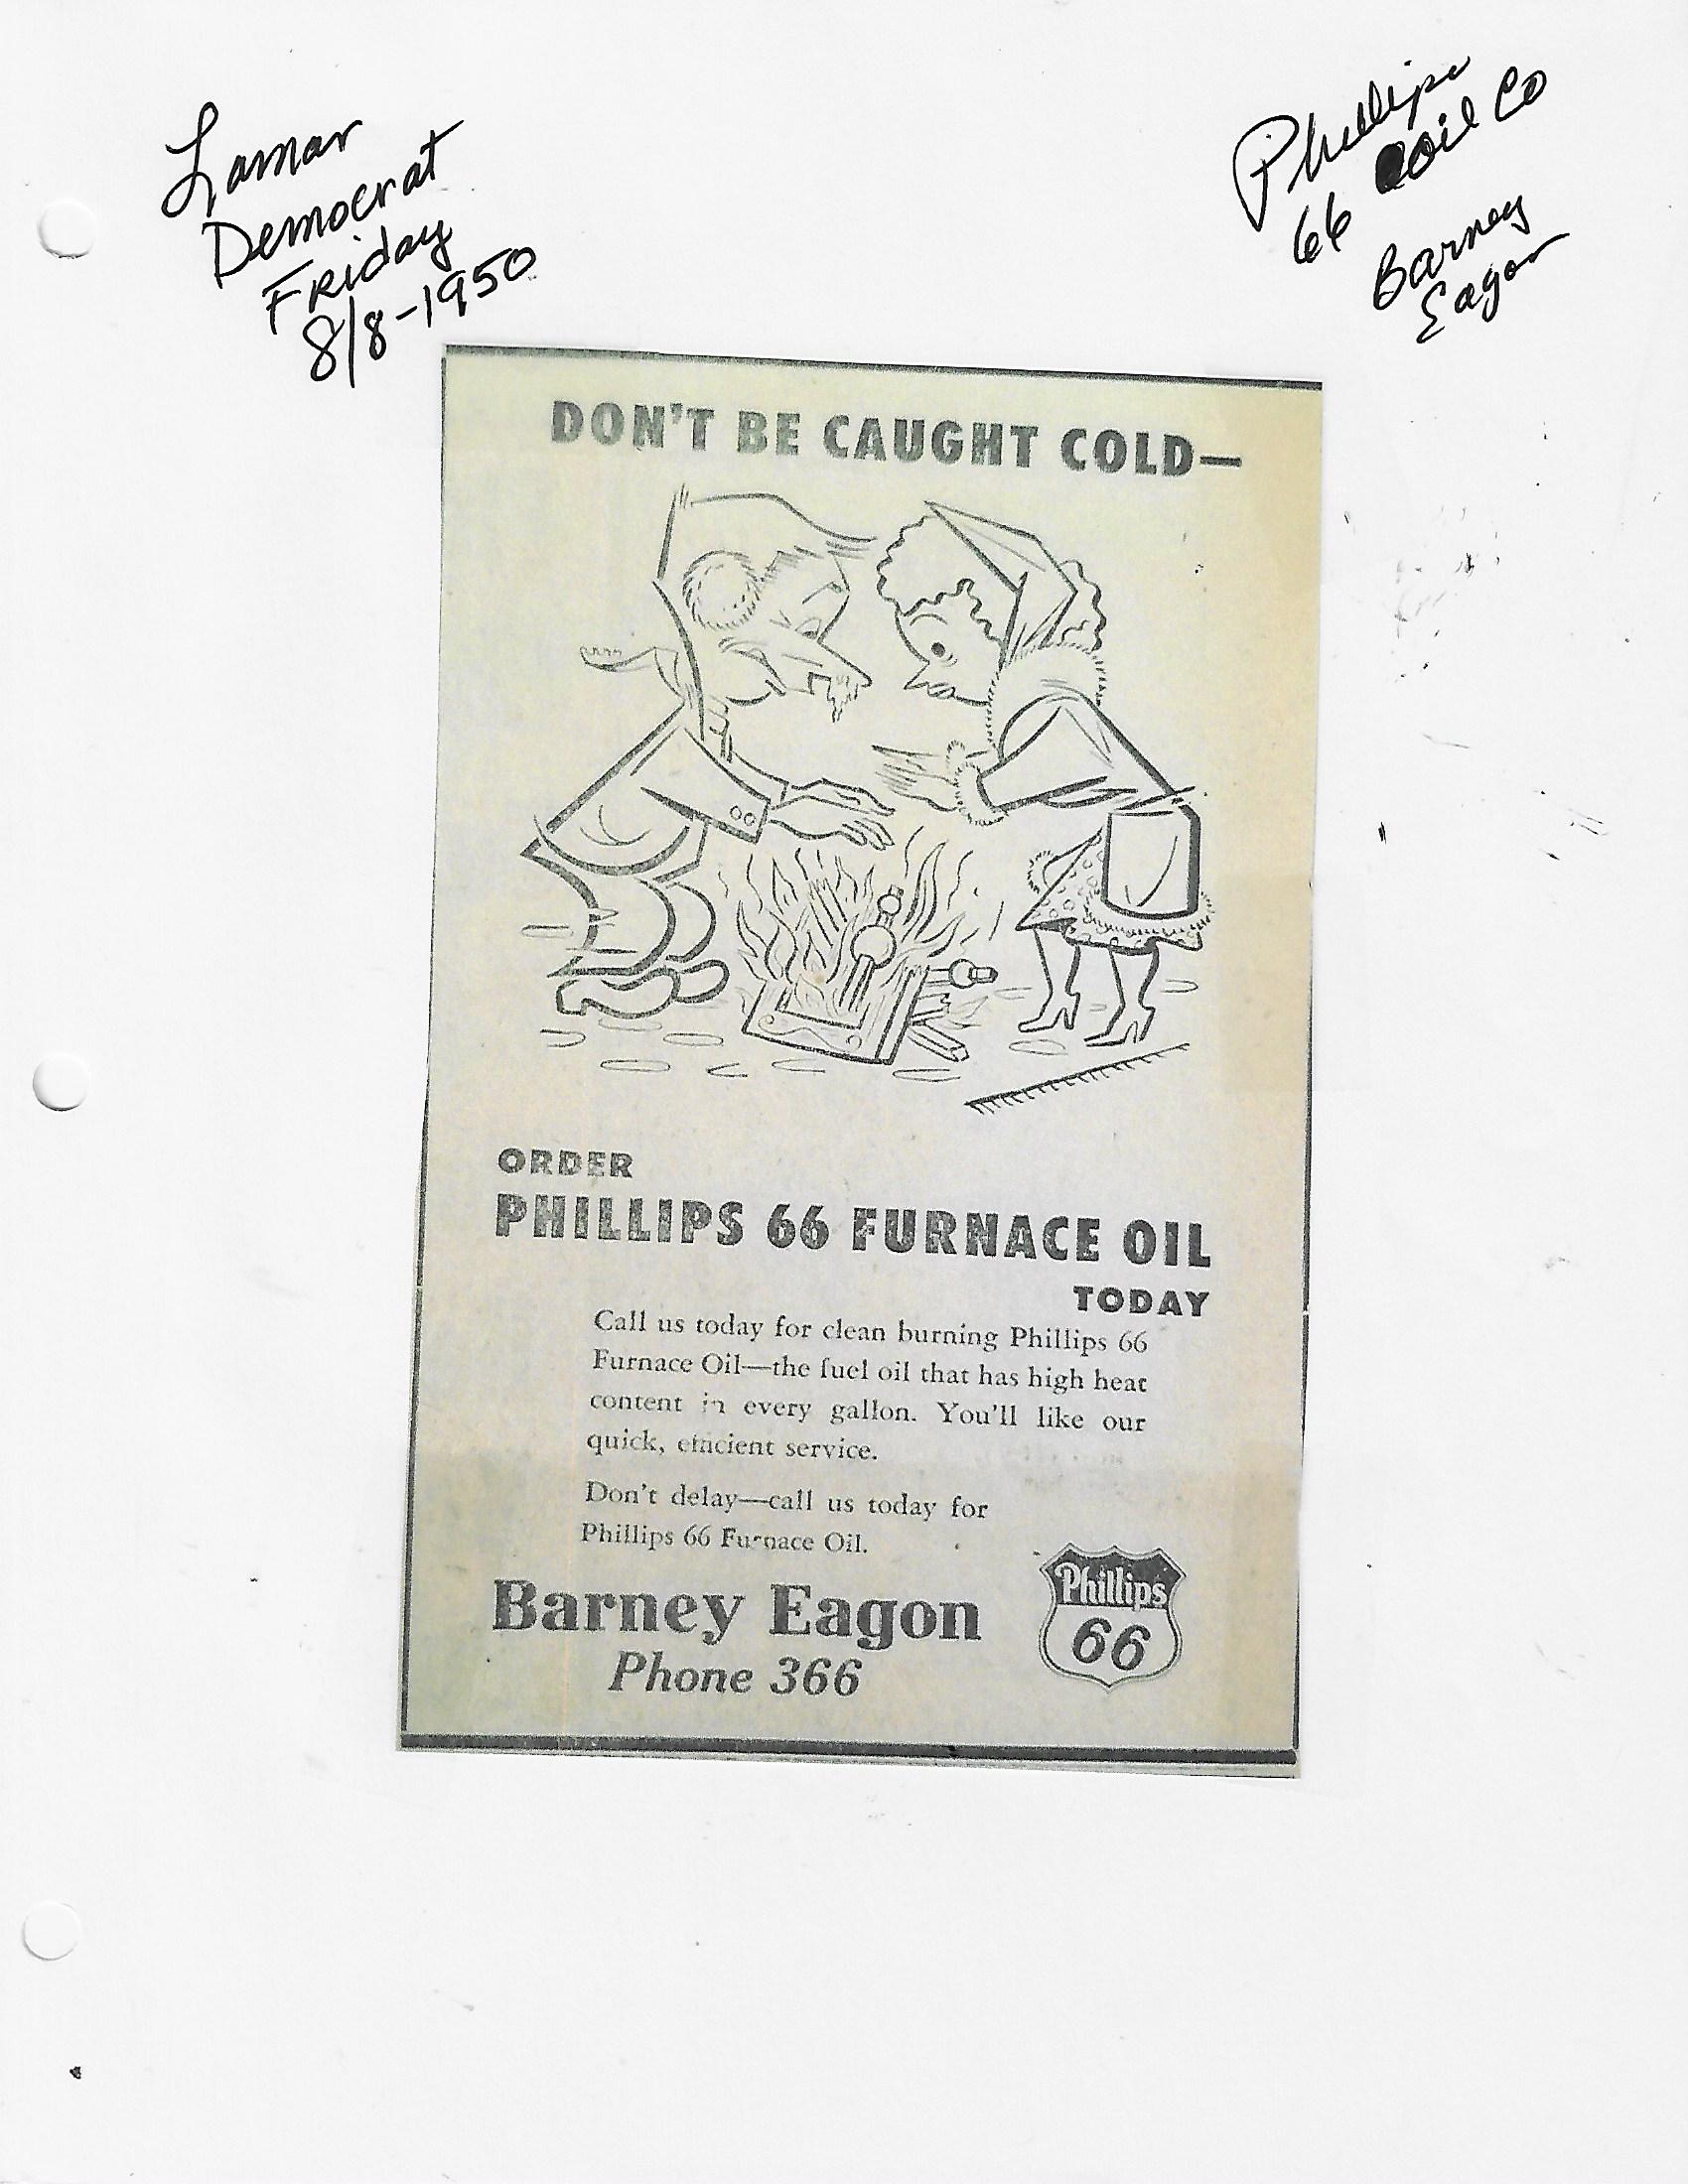 Lamar
Democrat
Friday
8/8-1950
Phillips
66 oil Co
Barney
Eagon
DON'T BE CAUGHT COLD—
ORDER
PHILLIPS 66 FURNACE OIL
TODAY
Call us today for clean burning Phillips 66
Furnace Oil—the fuel oil that has high heat
content in every gallon. You'll like our
quick, efficient service.
Don't delay—call us today for
Phillips 66 Furnace Oil.
Barney Eagon
Phone 366
Phillips
66